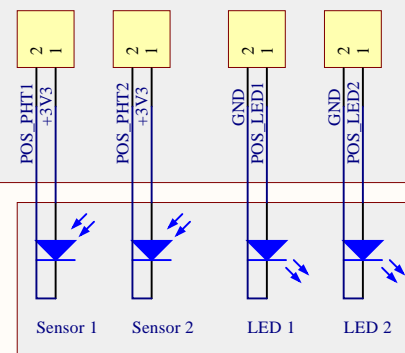 2 1
2 1
2 1
2 1
POS_PHT1
+3V3
POS_PHT2
+3V3
GND
POS_LED1
GND
POS_LED2
Sensor 1
Sensor 2
LED 1
LED 2